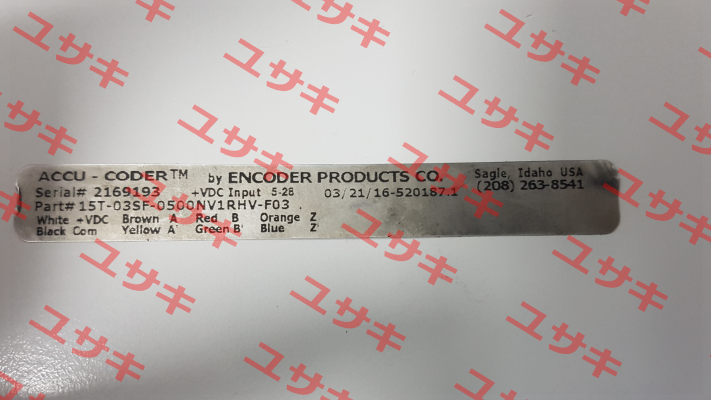 ACCU - CODER™ by ENCODER PRODUCTS CO. Sagle, Idaho USA
Serial# 2169193 +VDC Input 5-28 03/21/16-520187.1 (208) 263-8541
Part# 15T-03SF-0500NV1RHV-F03
White +VDC Brown A Red B Orange Z
Black Com Yellow A' Green B' Blue Z'
ユサキ